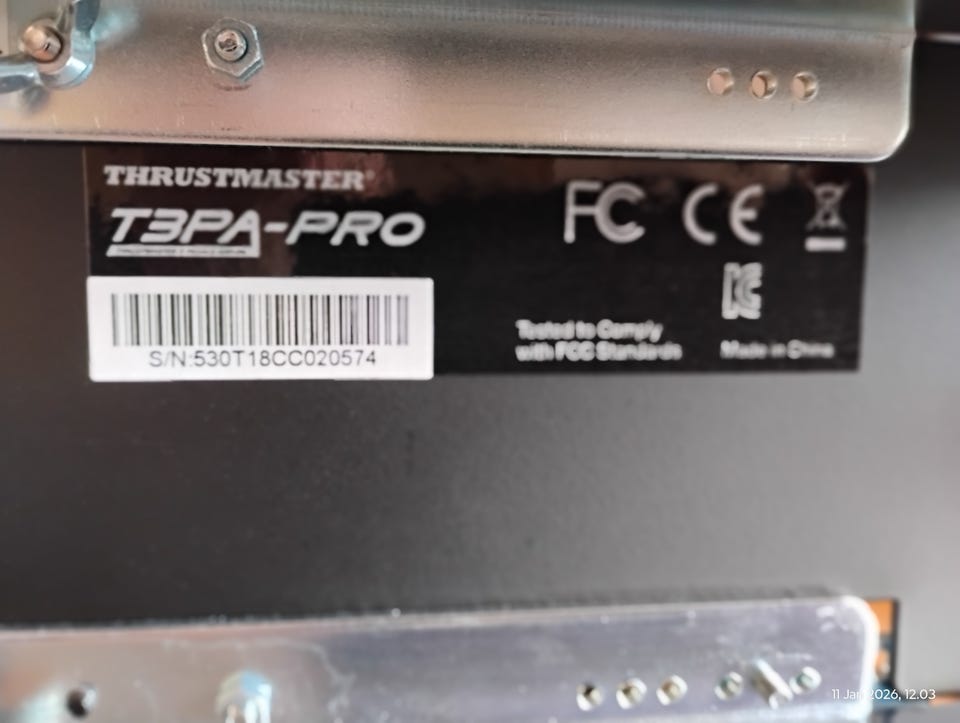 THRUSTMASTER®
T3PA-PRO
FC CE
S/N:530T18CC020574
Tested to Comply
with FCC Standards
Made in China
11 Jan 2026, 12.03